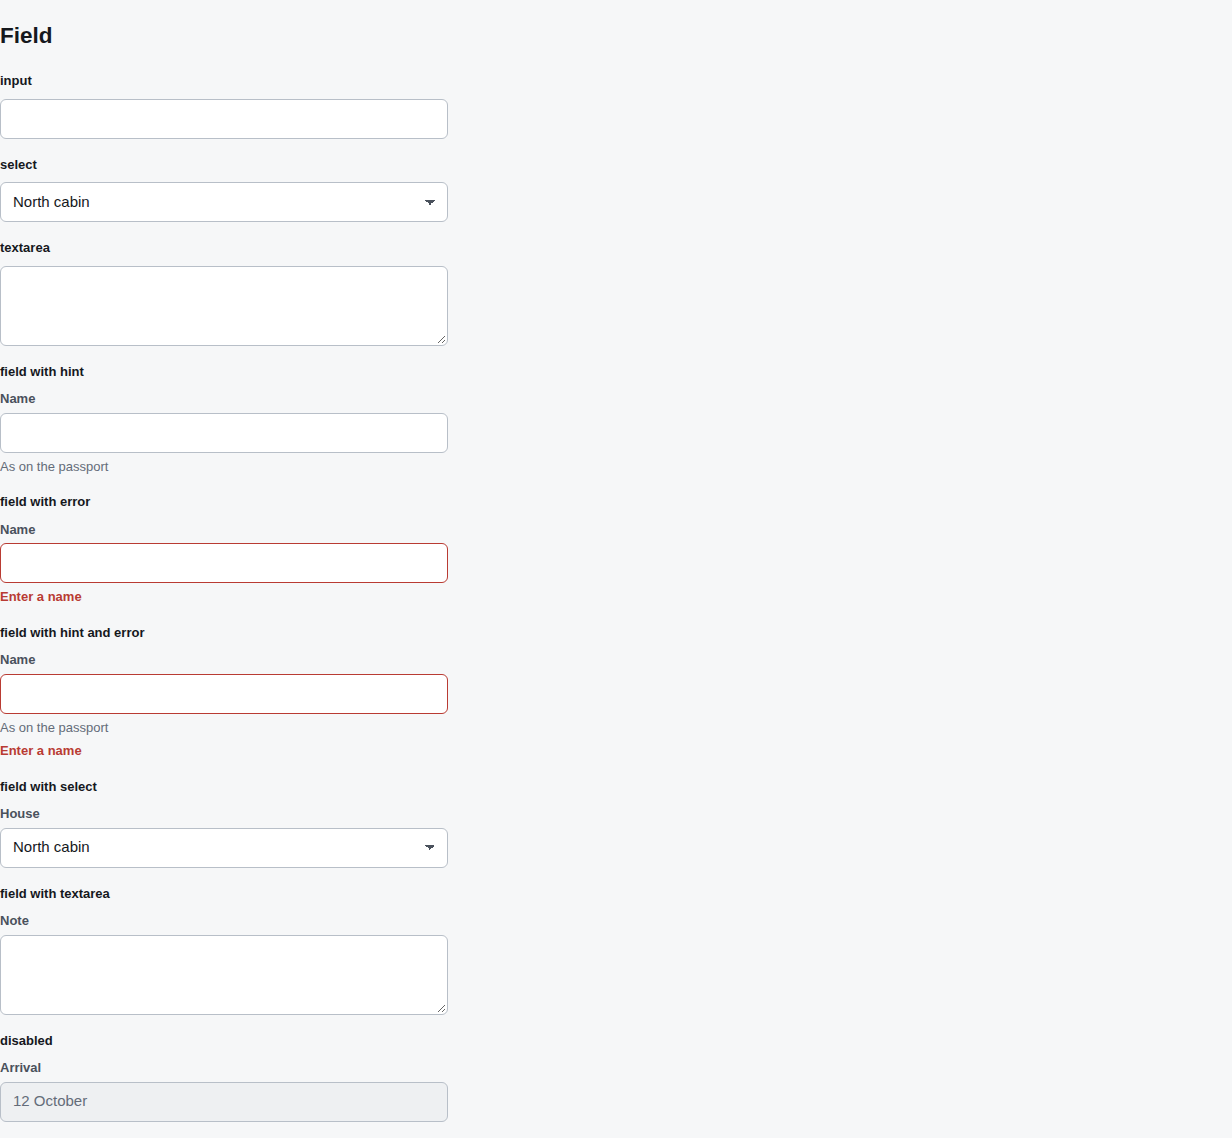 Field
input
select
North cabin
textarea
field with hint
Name
As on the passport
field with error
Name
Enter a name
field with hint and error
Name
As on the passport
Enter a name
field with select
House
North cabin
field with textarea
Note
disabled
Arrival
12 October